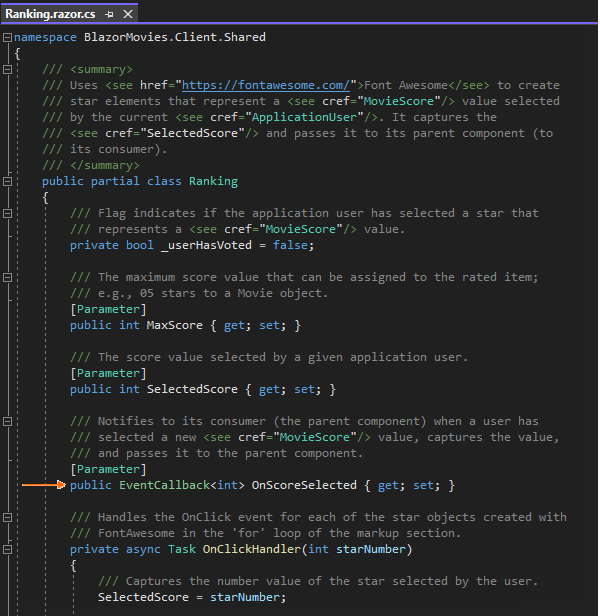 Ranking.razor.cs
namespace BlazorMovies.Client.Shared
{
/// <summary>
/// Uses <see href="https://fontawesome.com/">Font Awesome</see> to create
/// star elements that represent a <see cref="MovieScore"/> value selected
/// by the current <see cref="ApplicationUser"/>. It captures the
/// <see cref="SelectedScore"/> and passes it to its parent component (to
/// its consumer).
/// </summary>
public partial class Ranking
{
/// Flag indicates if the application user has selected a star that
/// represents a <see cref="MovieScore"/> value.
private bool _userHasVoted = false;
/// The maximum score value that can be assigned to the rated item;
/// e.g., 05 stars to a Movie object.
[Parameter]
public int MaxScore { get; set; }
/// The score value selected by a given application user.
[Parameter]
public int SelectedScore { get; set; }
/// Notifies to its consumer (the parent component) when a user has
/// selected a new <see cref="MovieScore"/> value, captures the value,
/// and passes it to the parent component.
[Parameter]
public EventCallback<int> OnScoreSelected { get; set; }
/// Handles the OnClick event for each of the star objects created with
/// FontAwesome in the 'for' loop of the markup section.
private async Task OnClickHandler(int starNumber)
{
/// Captures the number value of the star selected by the user.
SelectedScore = starNumber;